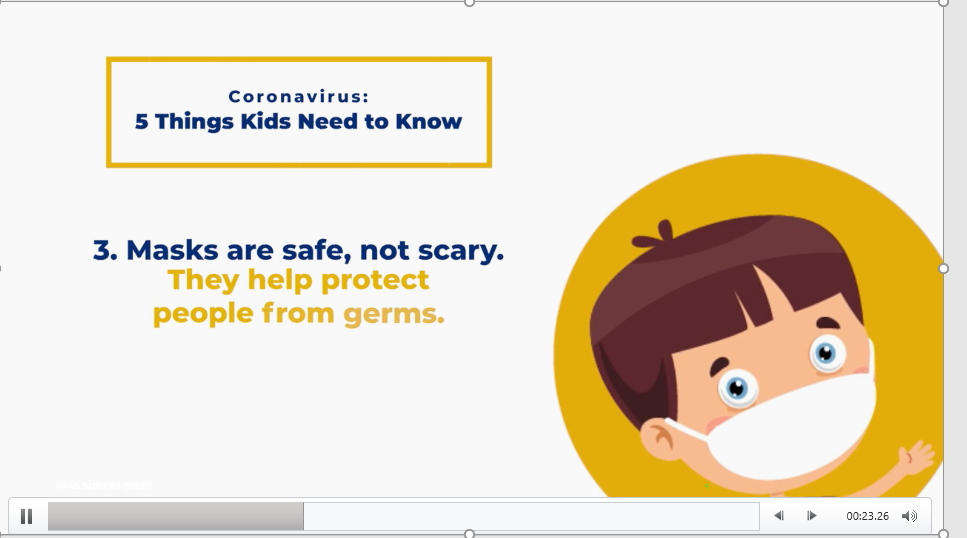 Coronavirus:
5 Things Kids Need to Know
3. Masks are safe, not scary.
They help protect
people from germs.
00:23.26